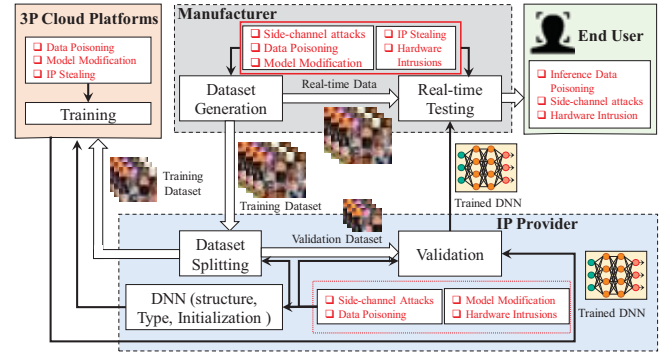 3P Cloud Platforms
Data Poisoning
Model Modification
IP Stealing
Training
Manufacturer
Side-channel attacks
Data Poisoning
Model Modification
IP Stealing
Hardware
Intrusions
Dataset
Generation
Real-time Data
Real-time
Testing
End User
Inference Data
Poisoning
Side-channel attacks
Hardware Intrusion
Training
Dataset
Training Dataset
Trained DNN
IP Provider
Validation Dataset
Dataset
Splitting
Validation
DNN (structure,
Type, Initialization )
Side-channel Attacks
Data Poisoning
Model Modification
Hardware Intrusions
Trained DNN